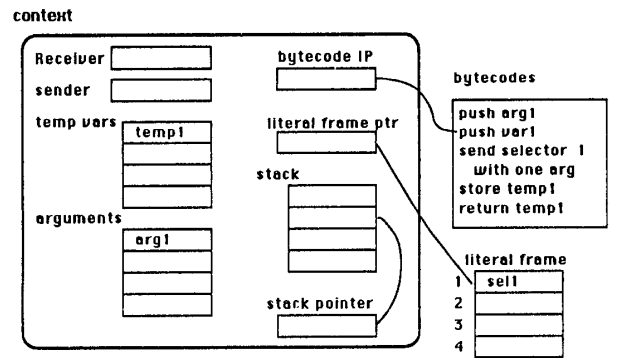 context
Receiver
sender
temp vars
temp1
arguments
arg1
bytecode IP
literal frame ptr
stack
stack pointer
bytecodes
push arg1
push var1
send selector 1
with one arg
store temp1
return temp1
literal frame
1 sel1
2
3
4